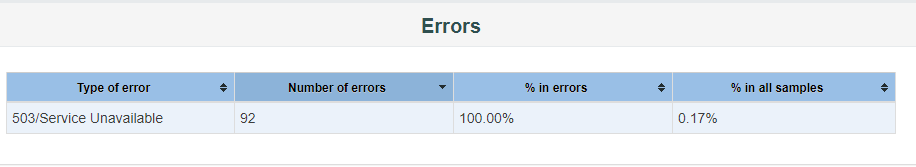 Errors
Type of error Number of errors % in errors % in all samples
503/Service Unavailable 92 100.00% 0.17%